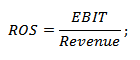 ROS = EBIT / Revenue ;